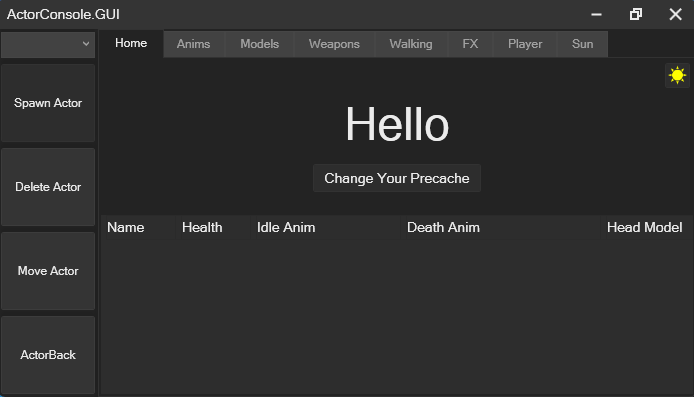 ActorConsole.GUI
Home Anims Models Weapons Walking FX Player Sun
Spawn Actor
Delete Actor
Move Actor
ActorBack
Hello
Change Your Precache
Name Health Idle Anim Death Anim Head Model